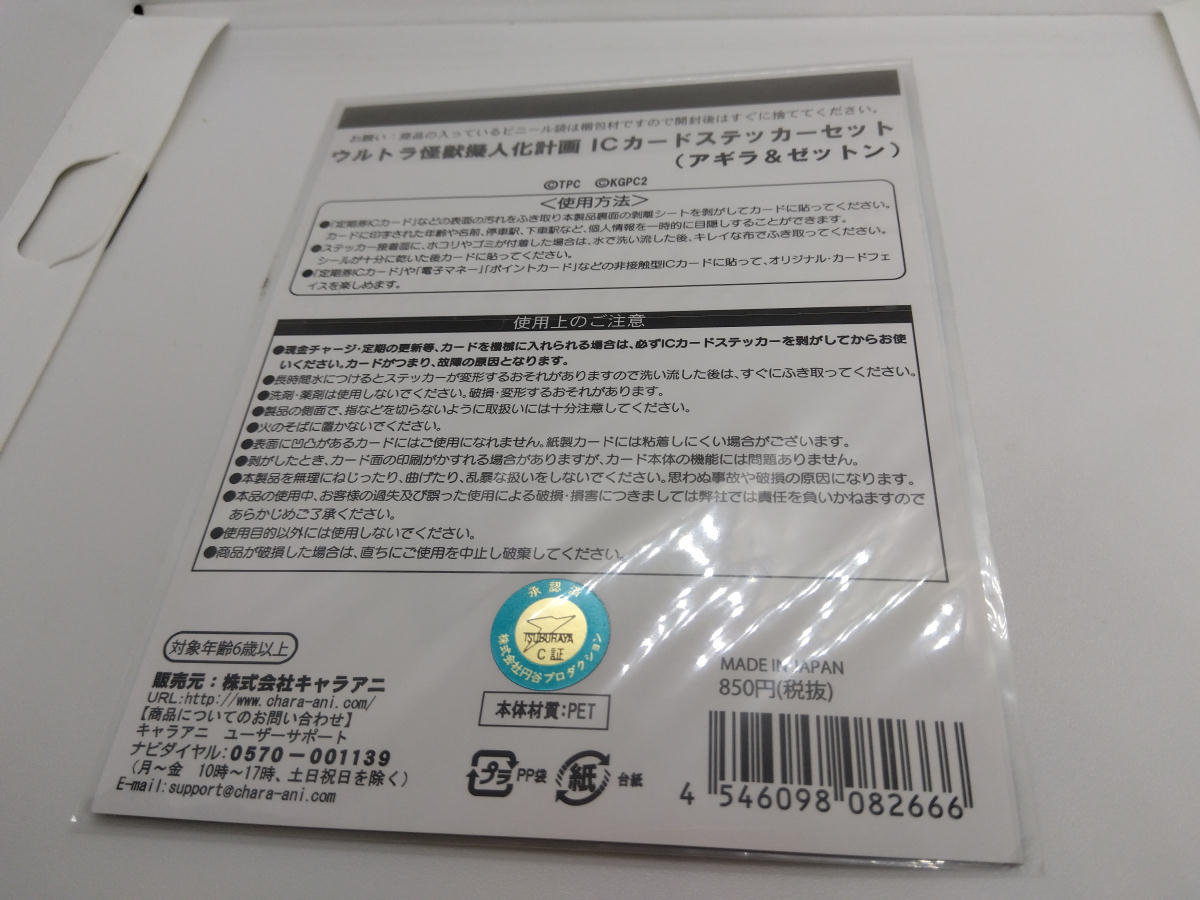 お願い：商品の入っているビニール袋は梱包材ですので開封後はすぐに捨ててください。
ウルトラ怪獣擬人化計画 ICカードステッカーセット
（アギラ＆ゼットン）
©TPC ©KGPC2
＜使用方法＞
●「定期券ICカード」などの表面の汚れをふき取り本製品裏面の剥離シートを剥がしてカードに貼ってください。
カードに印字された年齢や名前、停車駅、下車駅など、個人情報を一時的に目隠しすることができます。
●ステッカー接着面に、ホコリやゴミが付着した場合は、水で洗い流した後、キレイな布でふき取ってください。
シールが十分に乾いた後カードに貼ってください。
●「定期券ICカード」や「電子マネー」「ポイントカード」などの非接触型ICカードに貼って、オリジナル・カードフェ
イスを楽しめます。
使用上のご注意
●現金チャージ・定期の更新等、カードを機械に入れられる場合は、必ずICカードステッカーを剥がしてからお使
いください。カードがつまり、故障の原因となります。
●長時間水につけるとステッカーが変形するおそれがありますので洗い流した後は、すぐにふき取ってください。
●洗剤・薬剤は使用しないでください。破損・変形するおそれがあります。
●製品の側面で、指などを切らないように取扱いには十分注意してください。
●火のそばに置かないでください。
●表面に凹凸があるカードにはご使用になれません。紙製カードには粘着しにくい場合がございます。
●剥がしたとき、カード面の印刷がかすれる場合がありますが、カード本体の機能には問題ありません。
●本製品を無理にねじったり、曲げたり、乱暴な扱いをしないでください。思わぬ事故や破損の原因になります。
●本品の使用中、お客様の過失及び誤った使用による破損・損害につきましては弊社では責任を負いかねますので
あらかじめご了承ください。
●使用目的以外には使用しないでください。
●商品が破損した場合は、直ちにご使用を中止し破棄してください。
承認済
TSUBURAYA
C証
株式会社円谷プロダクション
対象年齢6歳以上
販売元：株式会社キャラアニ
URL:http://www.chara-ani.com/
【商品についてのお問い合わせ】
キャラアニ ユーザーサポート
ナビダイヤル：0570－001139
（月～金 10時～17時、土日祝日を除く）
E-mail:support@chara-ani.com
本体材質：PET
プラ PP袋 紙 台紙
MADE IN JAPAN
850円(税抜)
4 546098 082666